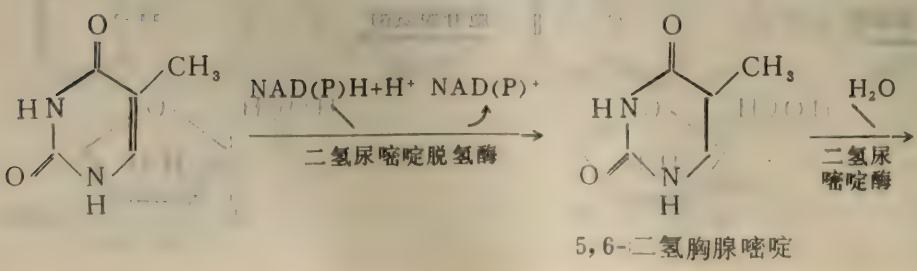 O
CH₃
HN
O
N
H
NAD(P)H+H⁺ NAD(P)⁺
二氢尿嘧啶脱氢酶
O
CH₃
HN
O
N
H
5,6-二氢胸腺嘧啶
H₂O
二氢尿
嘧啶酶